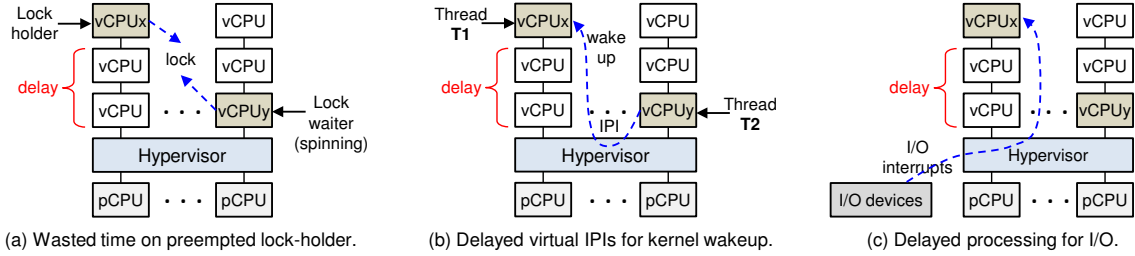 Lock
holder
vCPUx
vCPU
vCPU
vCPU
lock
delay
vCPU
. . .
vCPUy
Lock
waiter
(spinning)
Hypervisor
pCPU
. . .
pCPU
(a) Wasted time on preempted lock-holder.
Thread
T1
vCPUx
vCPU
wake
up
vCPU
vCPU
delay
vCPU
. . .
vCPUy
Thread
T2
IPI
Hypervisor
pCPU
. . .
pCPU
(b) Delayed virtual IPIs for kernel wakeup.
vCPUx
vCPU
vCPU
vCPU
delay
vCPU
. . .
vCPUy
I/O
interrupts
Hypervisor
I/O devices
pCPU
. . .
pCPU
(c) Delayed processing for I/O.